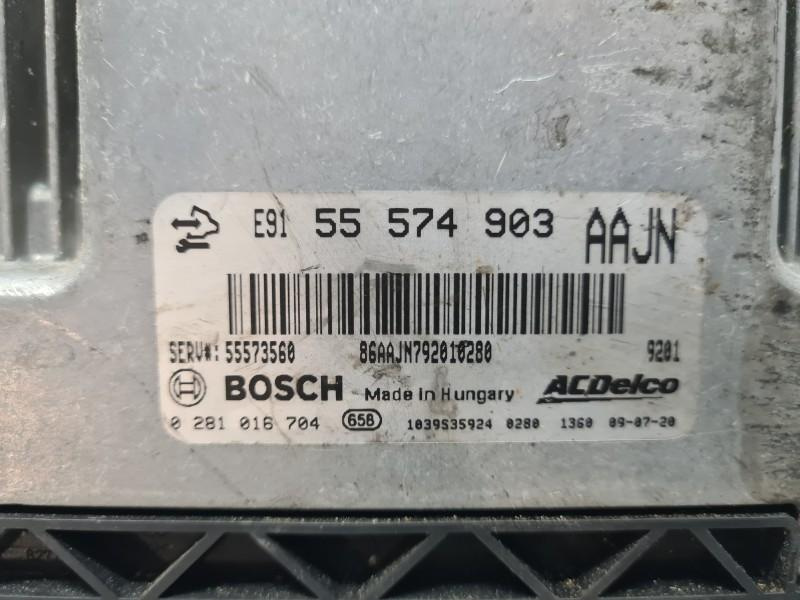 E91 55 574 903 AAJN
SERV#: 55573560 86AAJN792010280 9201
BOSCH Made in Hungary ACDelco
0 281 016 704 658 1039S35924 0280 1360 09-07-20